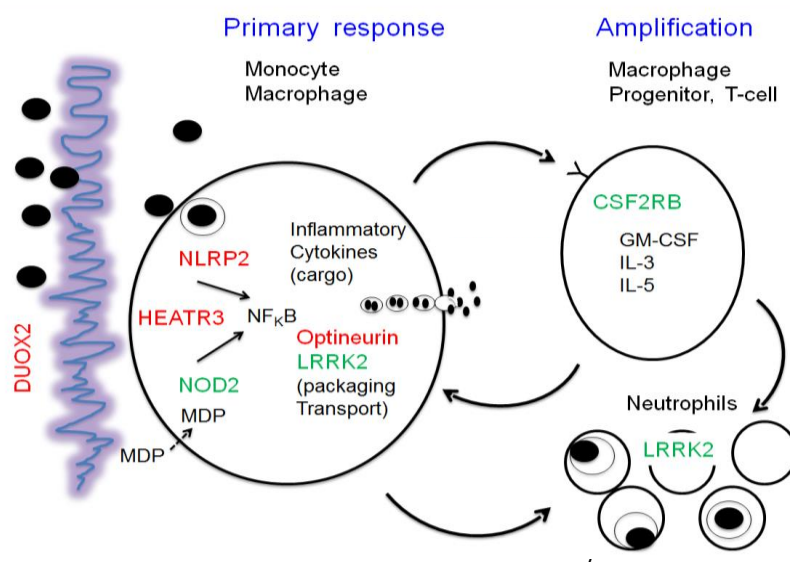 Primary response
Amplification
Monocyte
Macrophage
Macrophage
Progenitor, T-cell
DUOX2
NLRP2
HEATR3
NFKB
NOD2
MDP
MDP
Inflammatory
Cytokines
(cargo)
Optineurin
LRRK2
(packaging
Transport)
CSF2RB
GM-CSF
IL-3
IL-5
Neutrophils
LRRK2